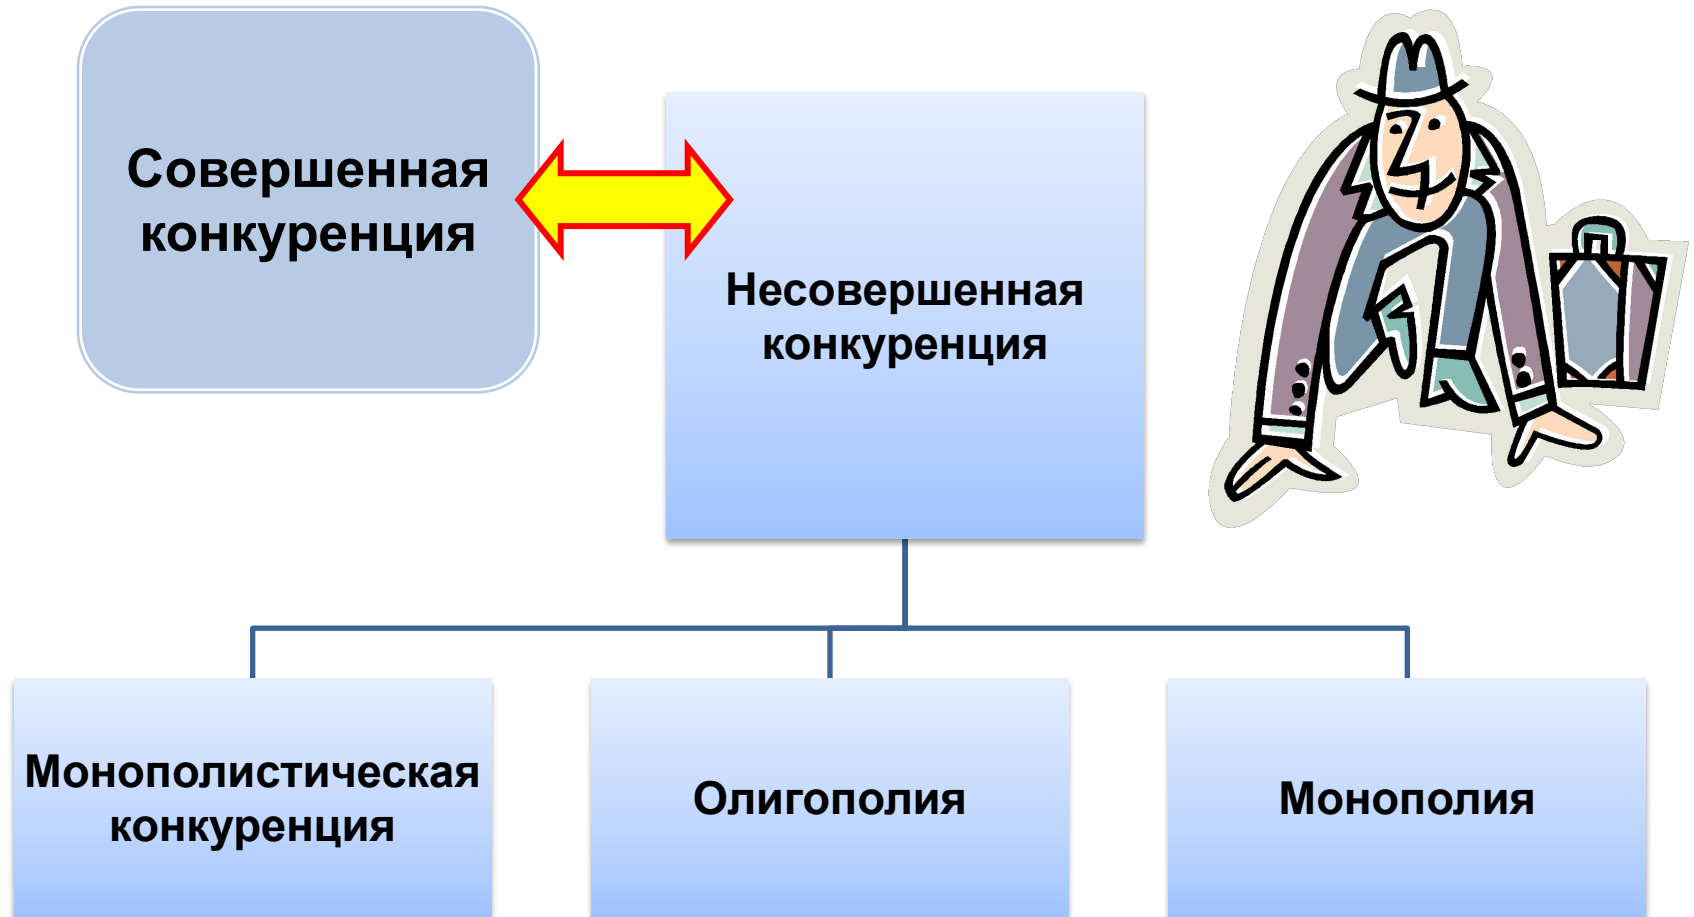 Совершенная
конкуренция
Несовершенная
конкуренция
Монополистическая
конкуренция
Олигополия
Монополия